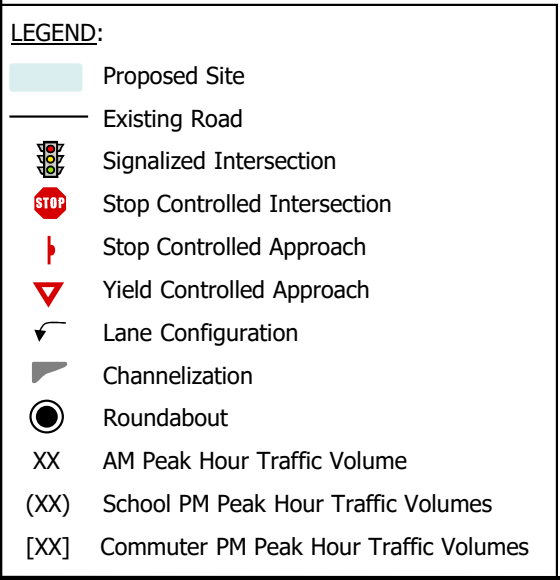 LEGEND:
Proposed Site
Existing Road
Signalized Intersection
STOP Stop Controlled Intersection
Stop Controlled Approach
Yield Controlled Approach
Lane Configuration
Channelization
Roundabout
XX AM Peak Hour Traffic Volume
(XX) School PM Peak Hour Traffic Volumes
[XX] Commuter PM Peak Hour Traffic Volumes